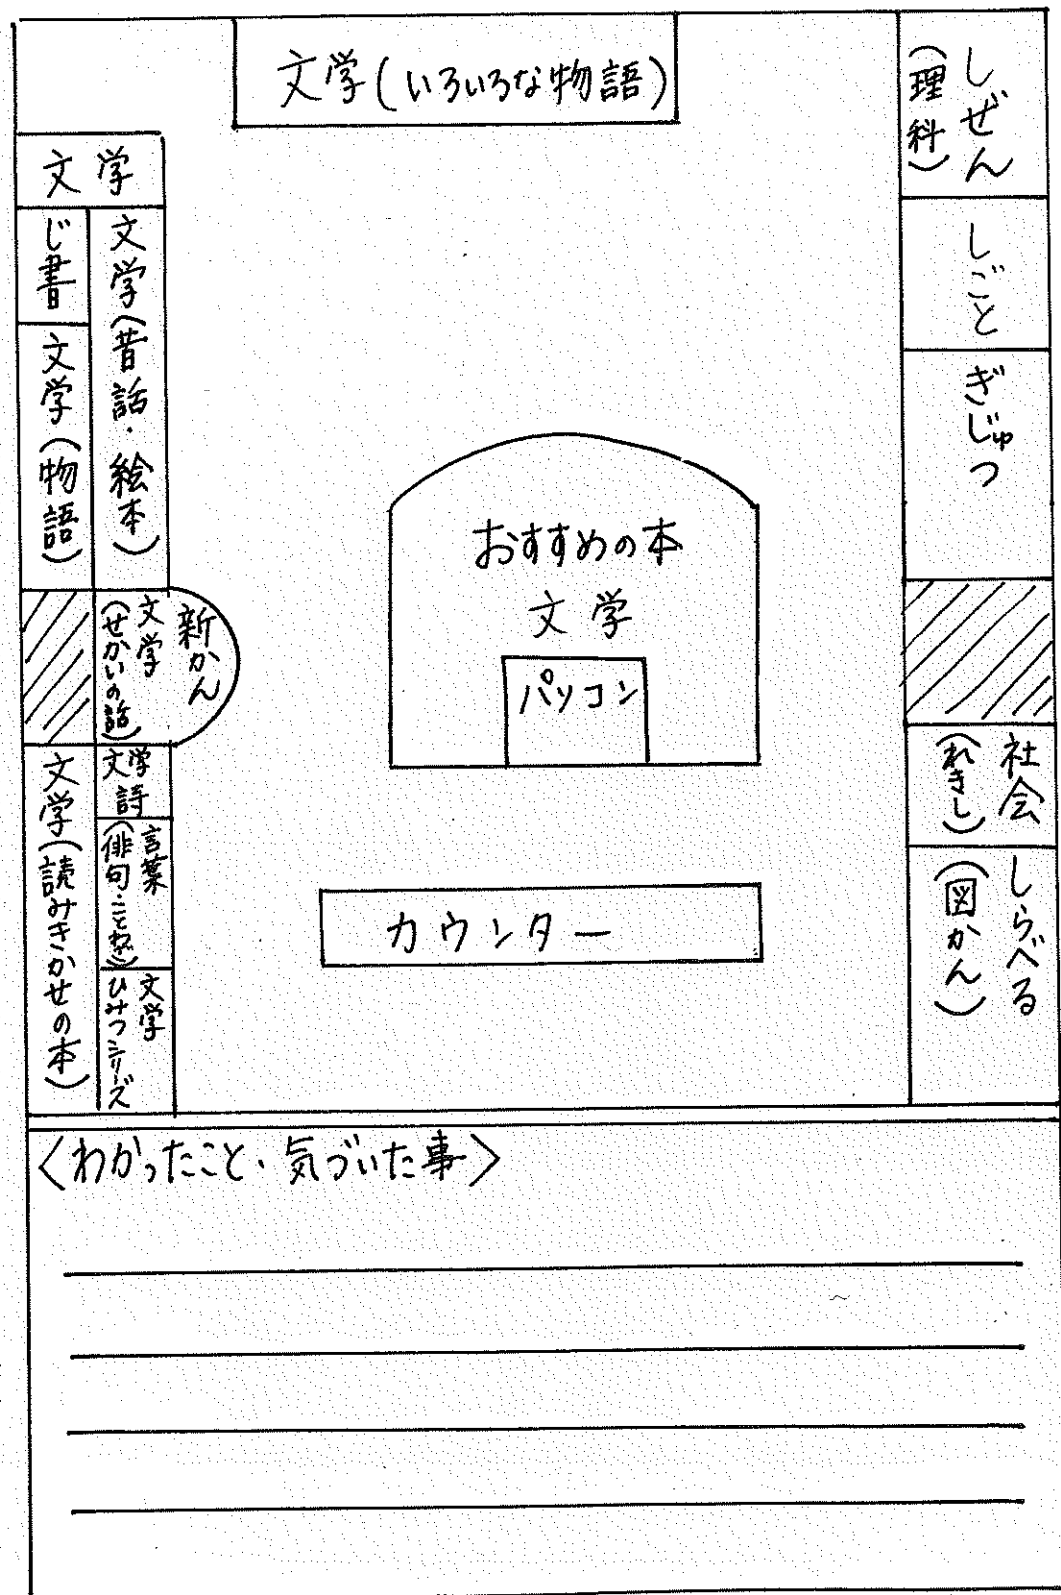 文学(いろいろな物語)
しぜん
(理科)
しごと
ぎじゅつ
社会
(れきし)
しらべる
(図かん)
文学
じ書
文学(昔話・絵本)
文学(物語)
新かん
文学
(せかいの話)
文学
詩
言葉
(俳句・ことわざ)
文学
ひみつシリーズ
文学(読みきかせの本)
おすすめの本
文学
パソコン
カウンター
<わかったこと・気づいた事>